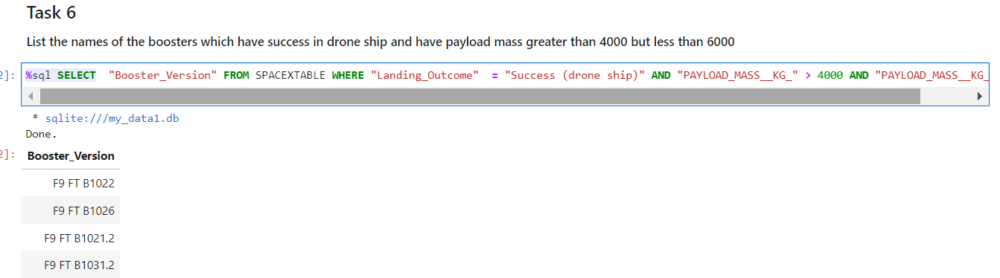 Task 6
List the names of the boosters which have success in drone ship and have payload mass greater than 4000 but less than 6000
2]: %sql SELECT  "Booster_Version" FROM SPACEXTABLE WHERE "Landing_Outcome"  = "Success (drone ship)" AND "PAYLOAD_MASS__KG_" > 4000 AND "PAYLOAD_MASS__KG_
* sqlite:///my_data1.db
Done.
2]: Booster_Version
F9 FT B1022
F9 FT B1026
F9 FT B1021.2
F9 FT B1031.2